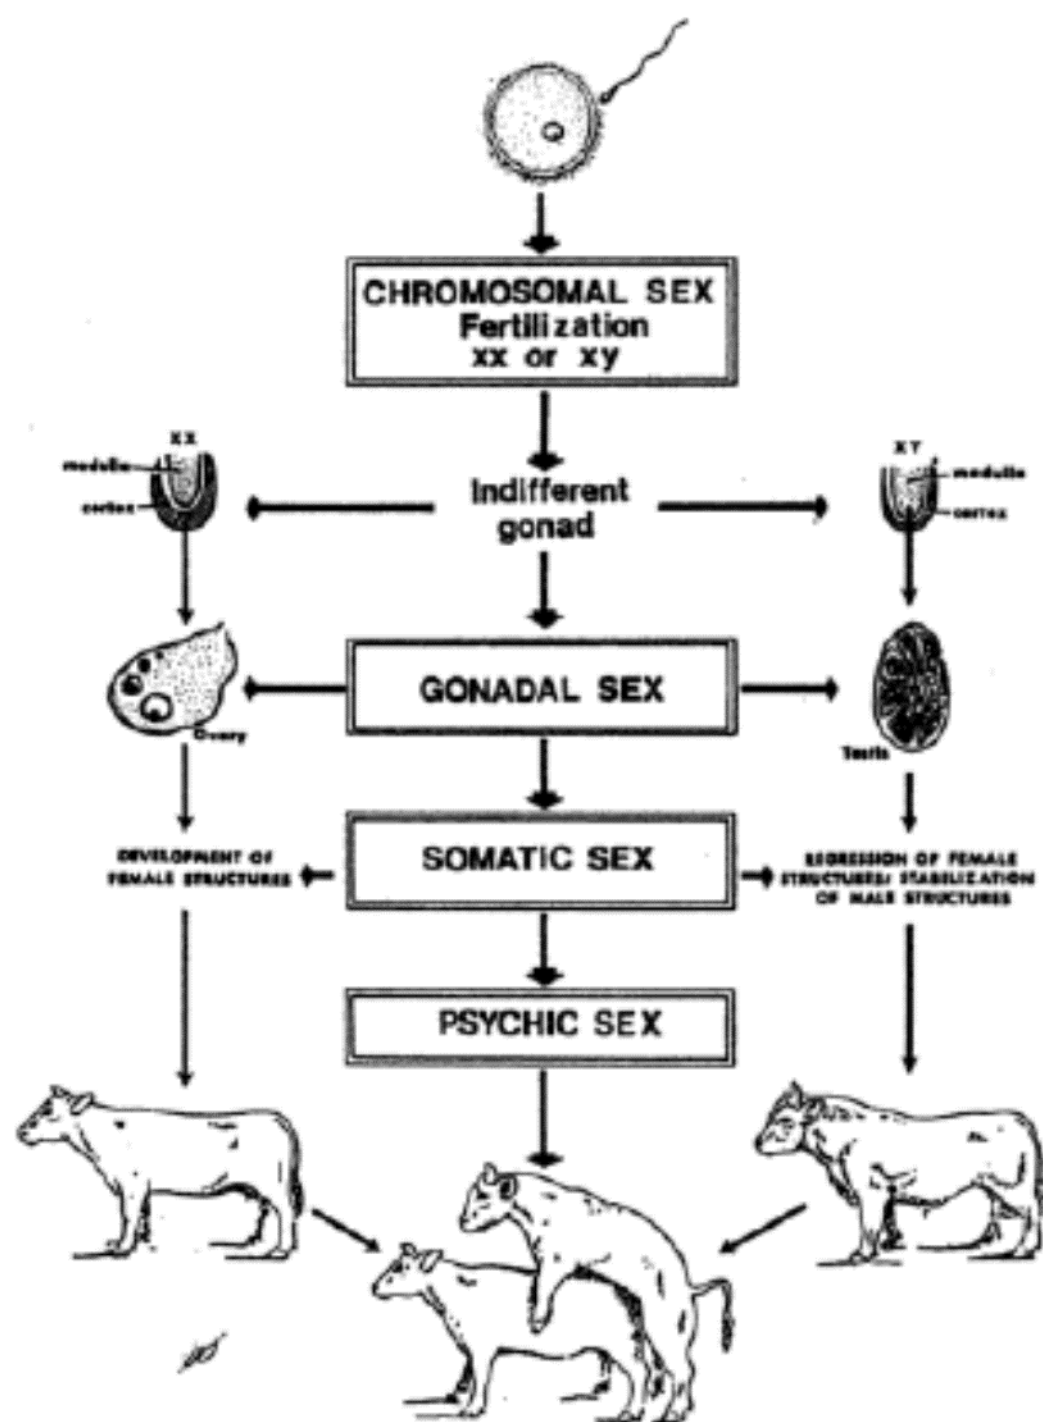 CHROMOSOMAL SEX
Fertilization
xx or xy
XX
medulla
cortex
Indifferent
gonad
XY
medulla
cortex
GONADAL SEX
Ovary
Testis
SOMATIC SEX
DEVELOPMENT OF
FEMALE STRUCTURES
REGRESSION OF FEMALE
STRUCTURES/ STABILIZATION
OF MALE STRUCTURES
PSYCHIC SEX